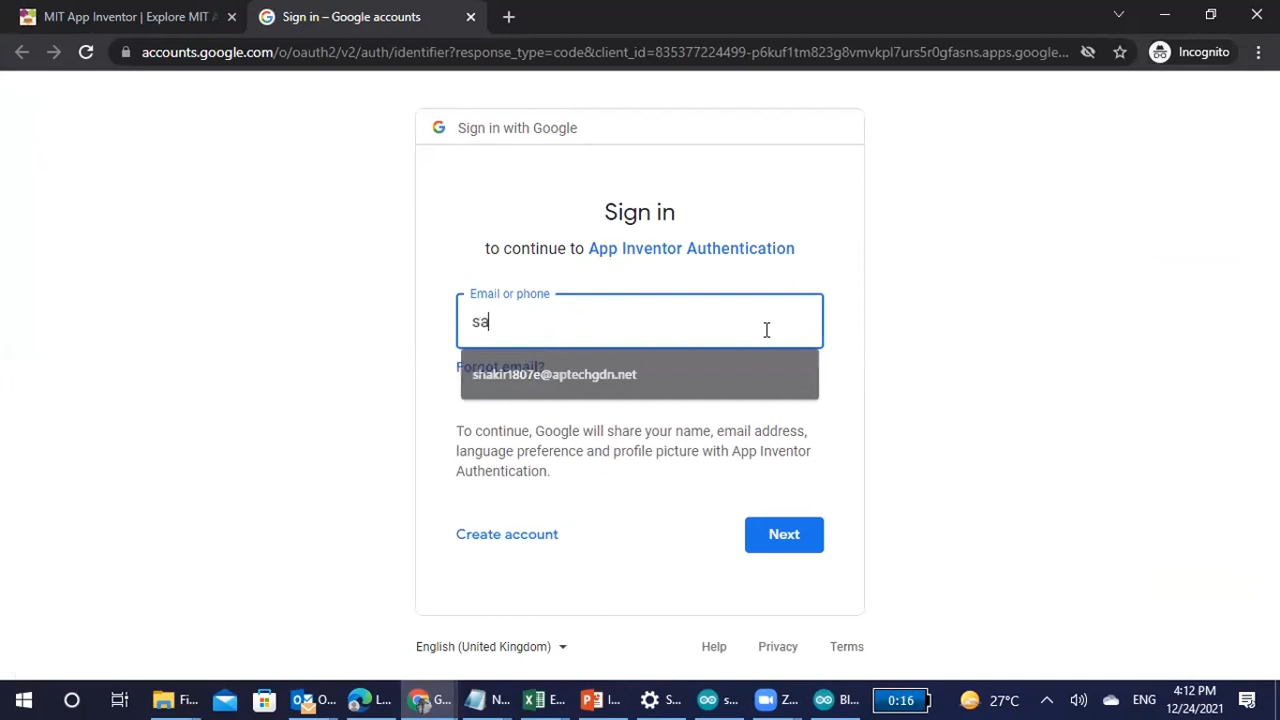 MIT App Inventor | Explore MIT A
Sign in – Google accounts
accounts.google.com/o/oauth2/v2/auth/identifier?response_type=code&client_id=835377224499-p6kuf1tm823g8vmvkpl7urs5r0gfasns.apps.google...
Incognito
Sign in with Google
Sign in
to continue to App Inventor Authentication
Email or phone
sa
Forgot email?
shakir1807e@aptechgdn.net
To continue, Google will share your name, email address,
language preference and profile picture with App Inventor
Authentication.
Create account
Next
English (United Kingdom)
Help
Privacy
Terms
Fi...
O...
L...
G...
N...
E...
I...
S...
s...
Z...
Bl...
0:16
27°C
ENG
4:12 PM
12/24/2021